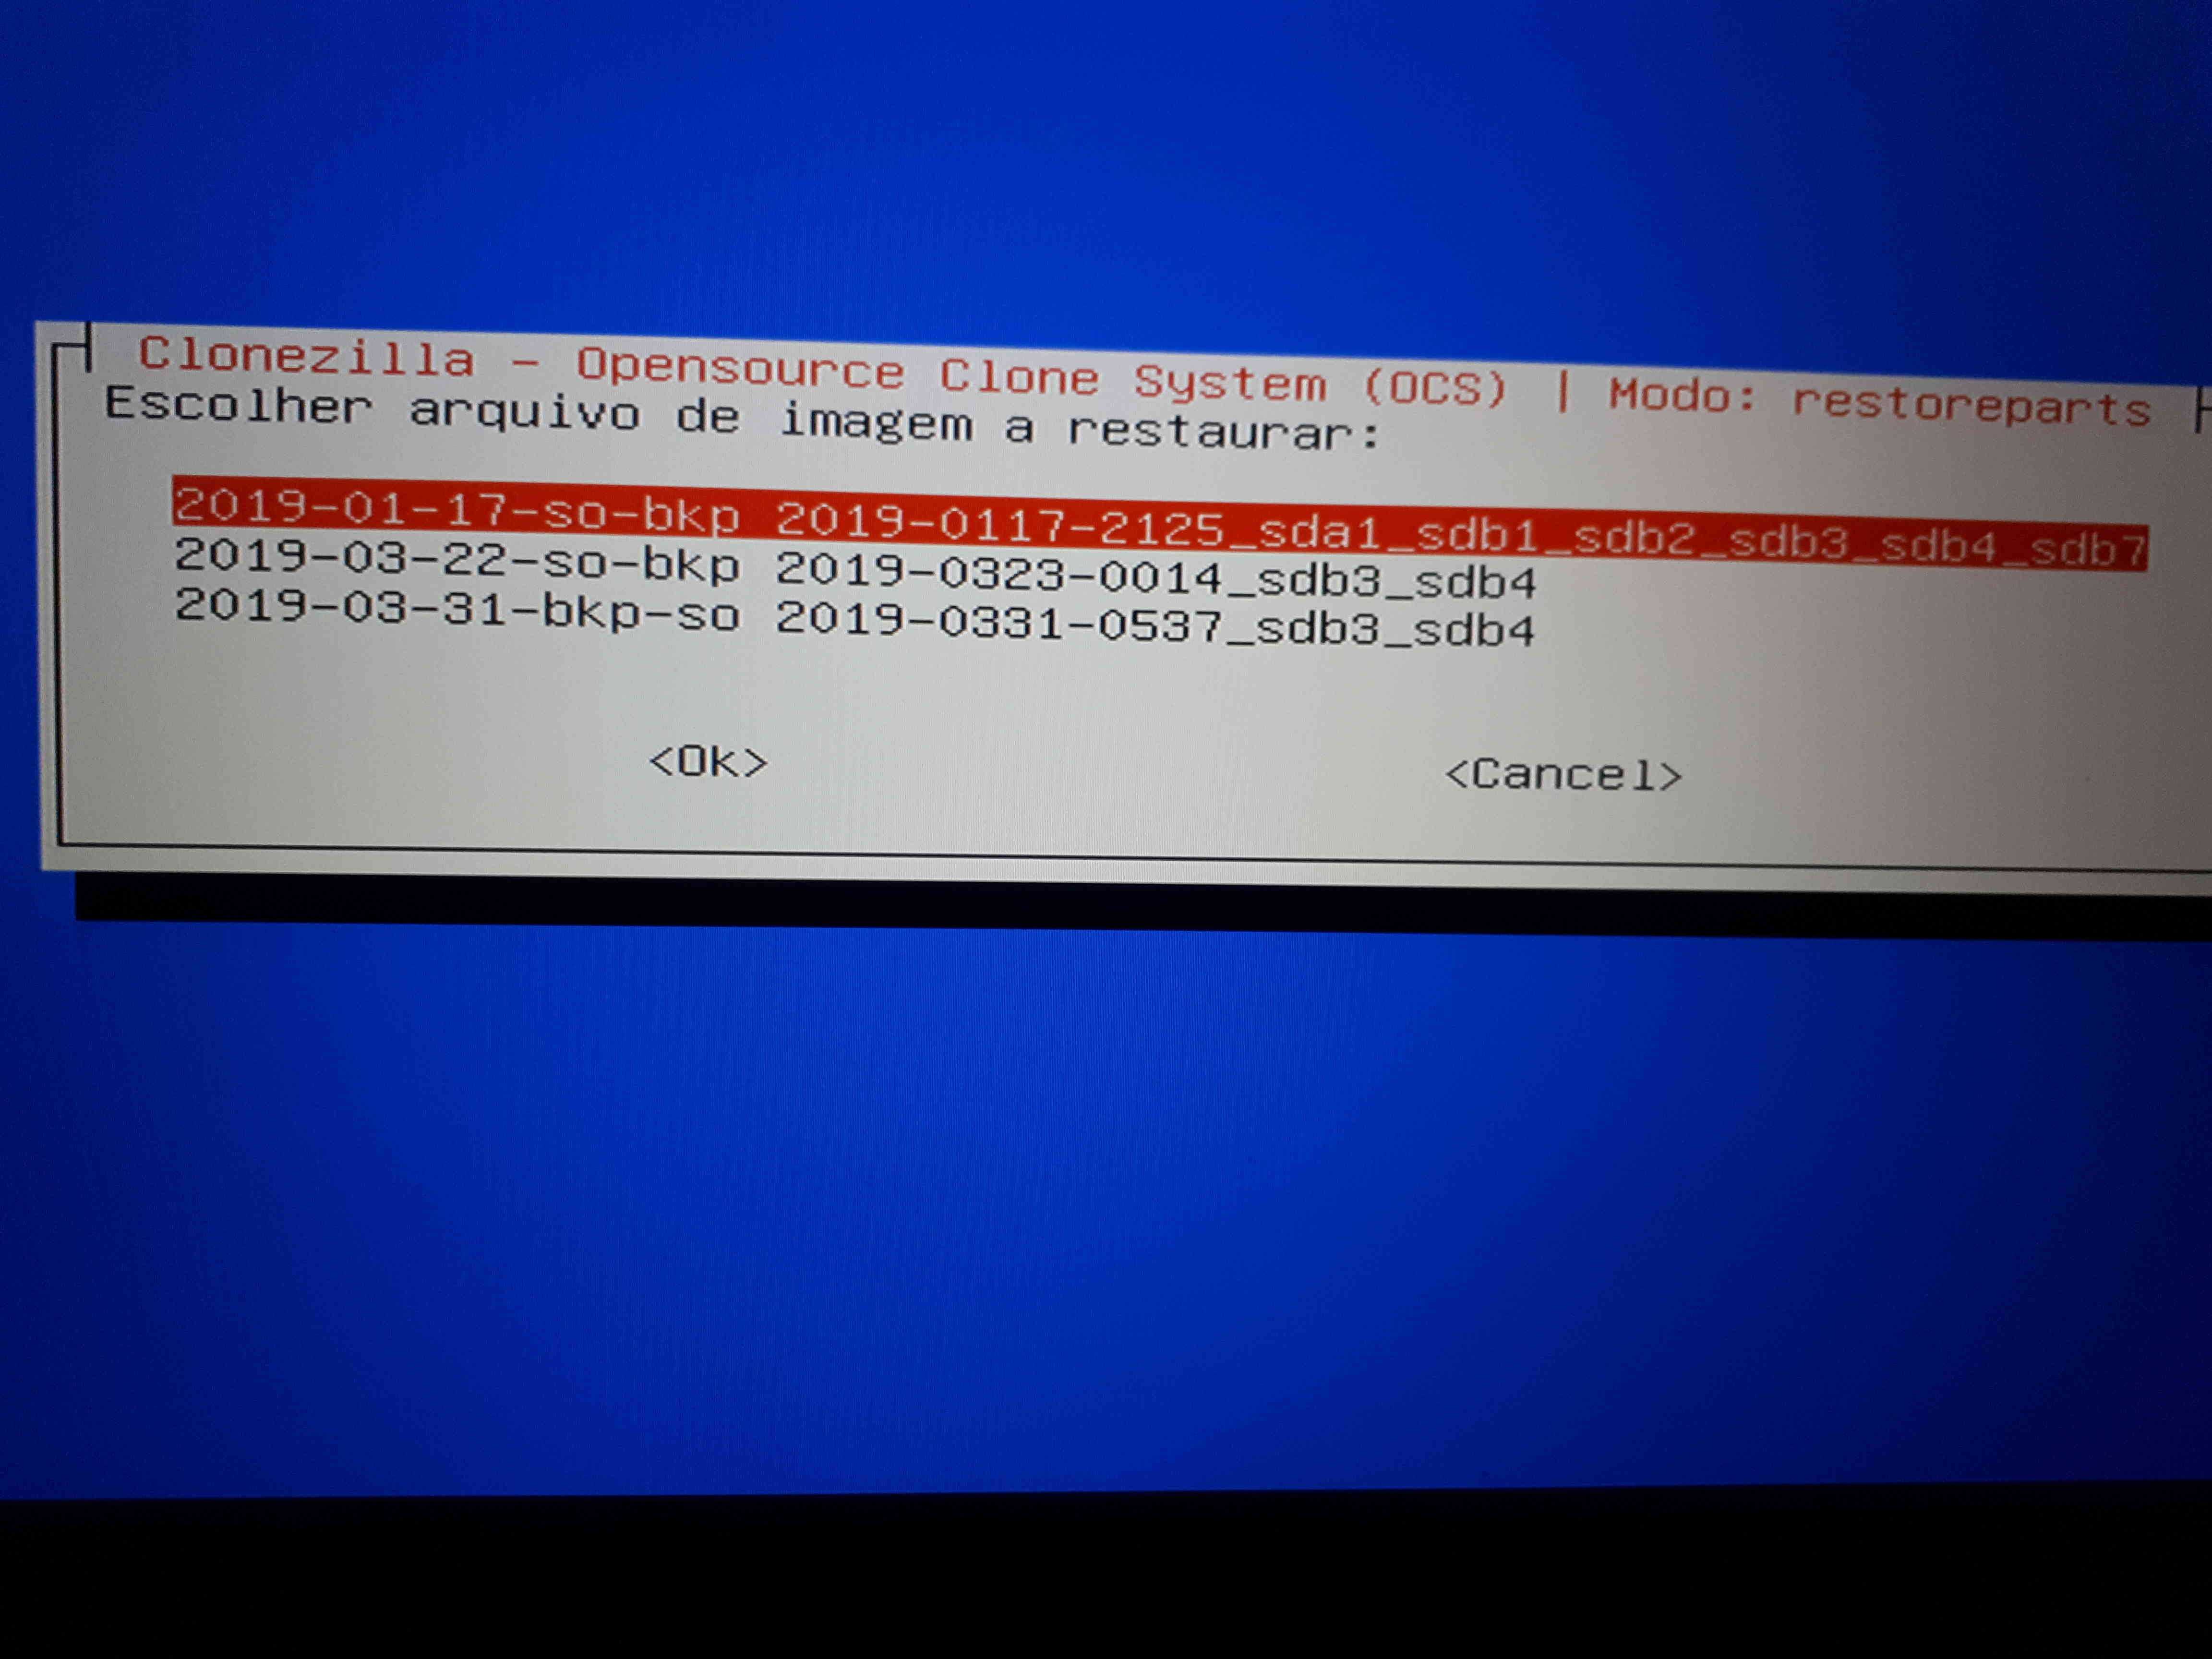 Clonezilla - Opensource Clone System (OCS) | Modo: restoreparts
Escolher arquivo de imagem a restaurar:
2019-01-17-so-bkp 2019-0117-2125_sda1_sdb1_sdb2_sdb3_sdb4_sdb7
2019-03-22-so-bkp 2019-0323-0014_sdb3_sdb4
2019-03-31-bkp-so 2019-0331-0537_sdb3_sdb4
<Ok> <Cancel>